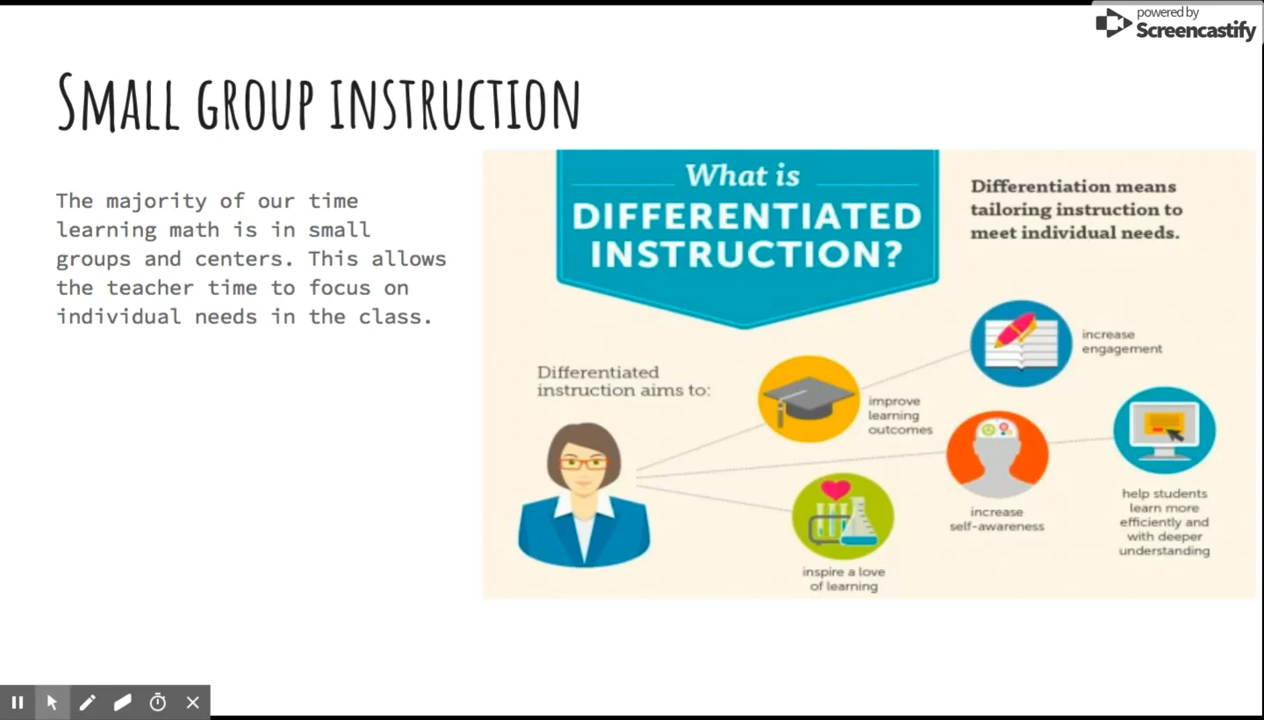 powered by
Screencastify
SMALL GROUP INSTRUCTION
The majority of our time
learning math is in small
groups and centers. This allows
the teacher time to focus on
individual needs in the class.
What is
DIFFERENTIATED
INSTRUCTION?
Differentiation means
tailoring instruction to
meet individual needs.
Differentiated
instruction aims to:
improve
learning
outcomes
increase
engagement
inspire a love
of learning
increase
self-awareness
help students
learn more
efficiently and
with deeper
understanding